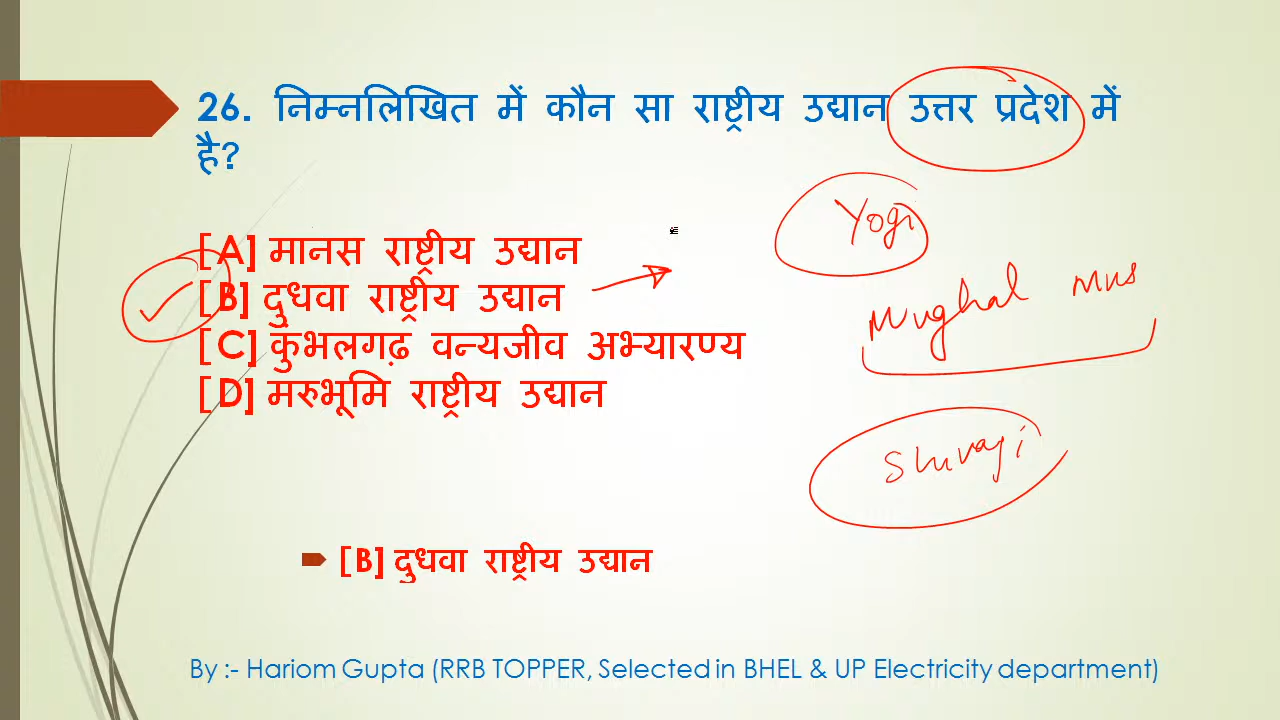 26. निम्नलिखित में कौन सा राष्ट्रीय उद्यान उत्तर प्रदेश में
है?
Yogi
[A] मानस राष्ट्रीय उद्यान
[B] दुधवा राष्ट्रीय उद्यान
Mughal Mus
[C] कुंभलगढ़ वन्यजीव अभ्यारण्य
[D] मरुभूमि राष्ट्रीय उद्यान
Shivaji
[B] दुधवा राष्ट्रीय उद्यान
By :- Hariom Gupta (RRB TOPPER, Selected in BHEL & UP Electricity department)